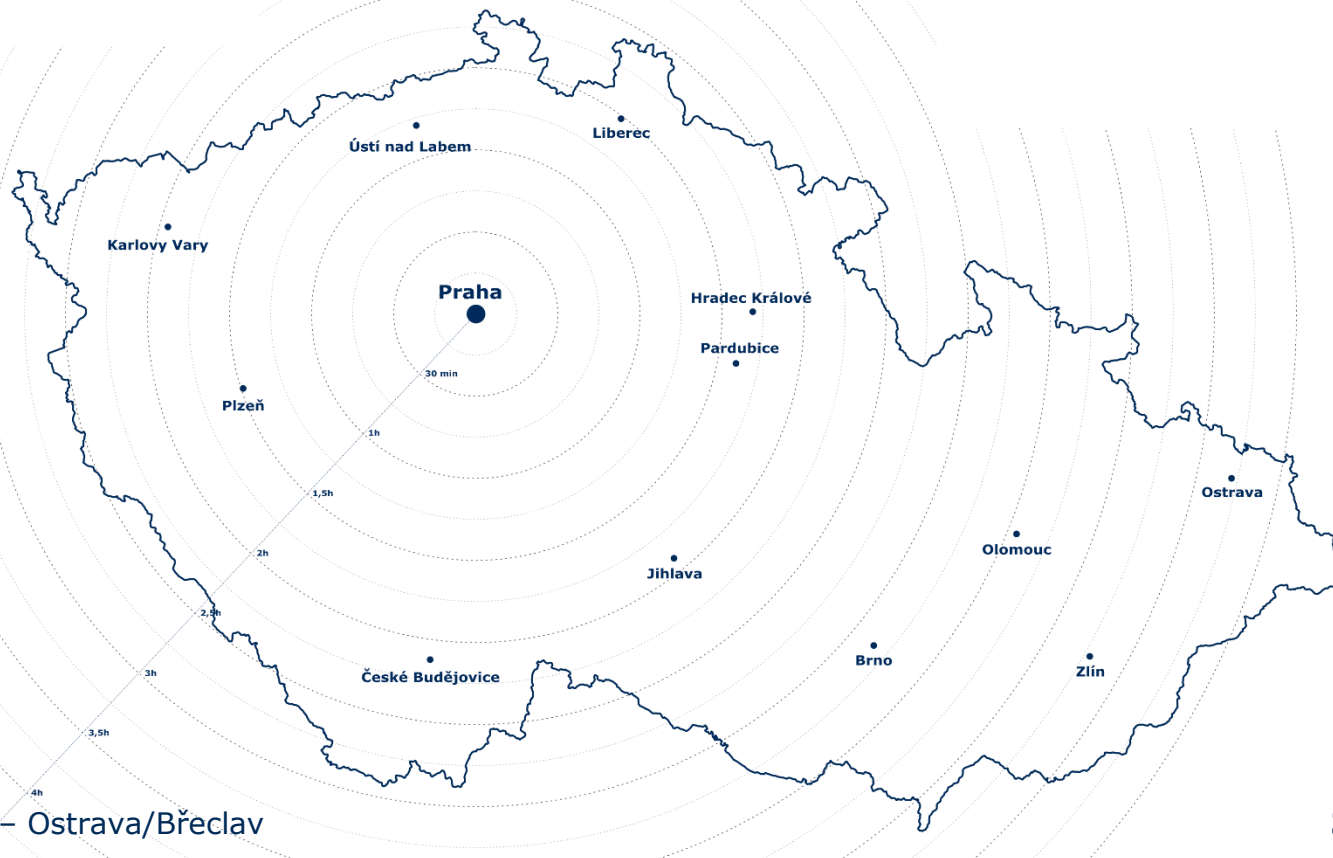 Liberec
Ústí nad Labem
Karlovy Vary
Praha
Hradec Králové
Pardubice
30 min
Plzeň
1h
1,5h
Ostrava
2h
Olomouc
Jihlava
2,5h
Brno
3h
České Budějovice
Zlín
3,5h
4h
– Ostrava/Břeclav